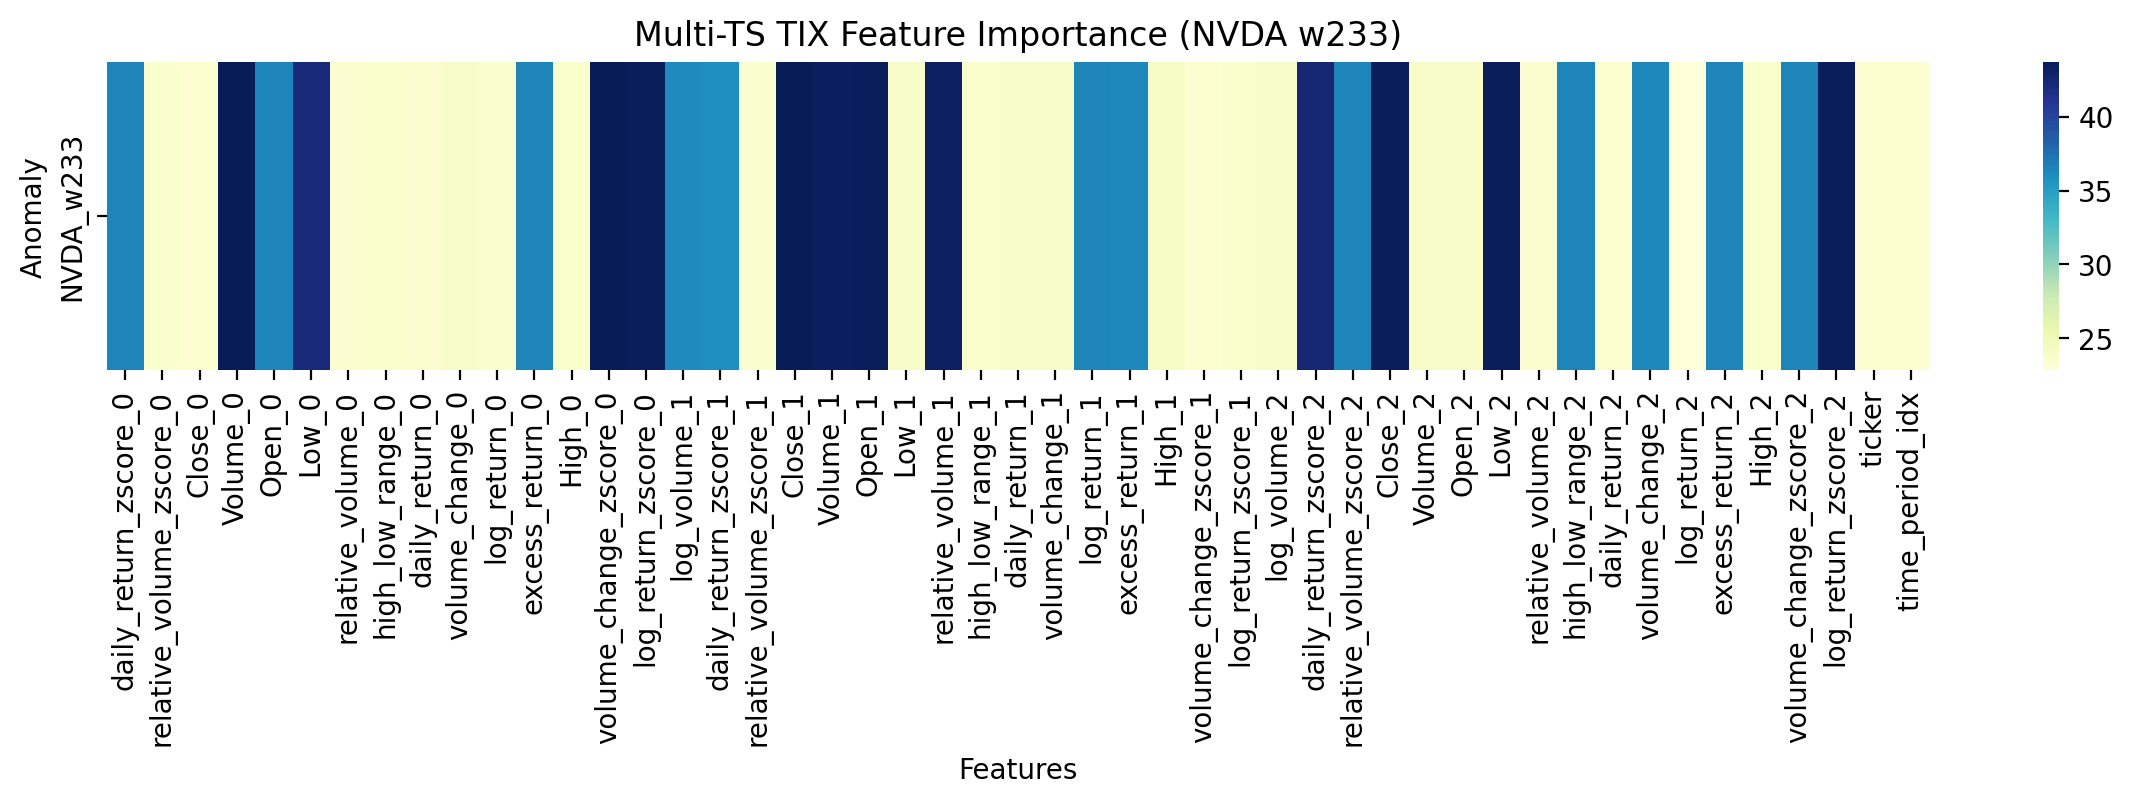 Multi-TS TIX Feature Importance (NVDA w233)
Anomaly
NVDA_w233
40
35
30
25
daily_return_zscore_0
relative_volume_zscore_0
Close_0
Volume_0
Open_0
Low_0
relative_volume_0
high_low_range_0
daily_return_0
volume_change_0
log_return_0
excess_return_0
High_0
volume_change_zscore_0
log_return_zscore_0
log_volume_1
daily_return_zscore_1
relative_volume_zscore_1
Close_1
Volume_1
Open_1
Low_1
relative_volume_1
high_low_range_1
daily_return_1
volume_change_1
log_return_1
excess_return_1
High_1
volume_change_zscore_1
log_return_zscore_1
log_volume_2
daily_return_zscore_2
relative_volume_zscore_2
Close_2
Volume_2
Open_2
Low_2
relative_volume_2
high_low_range_2
daily_return_2
volume_change_2
log_return_2
excess_return_2
High_2
volume_change_zscore_2
log_return_zscore_2
ticker
time_period_idx
Features